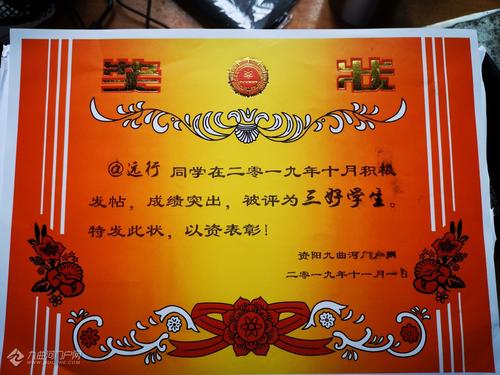 奖 状
@远行 同学在二零一九年十月积极
发帖，成绩突出，被评为三好学生。
特发此状，以资表彰！
资阳九曲河门户网
二零一九年十一月一日
九曲河门户网